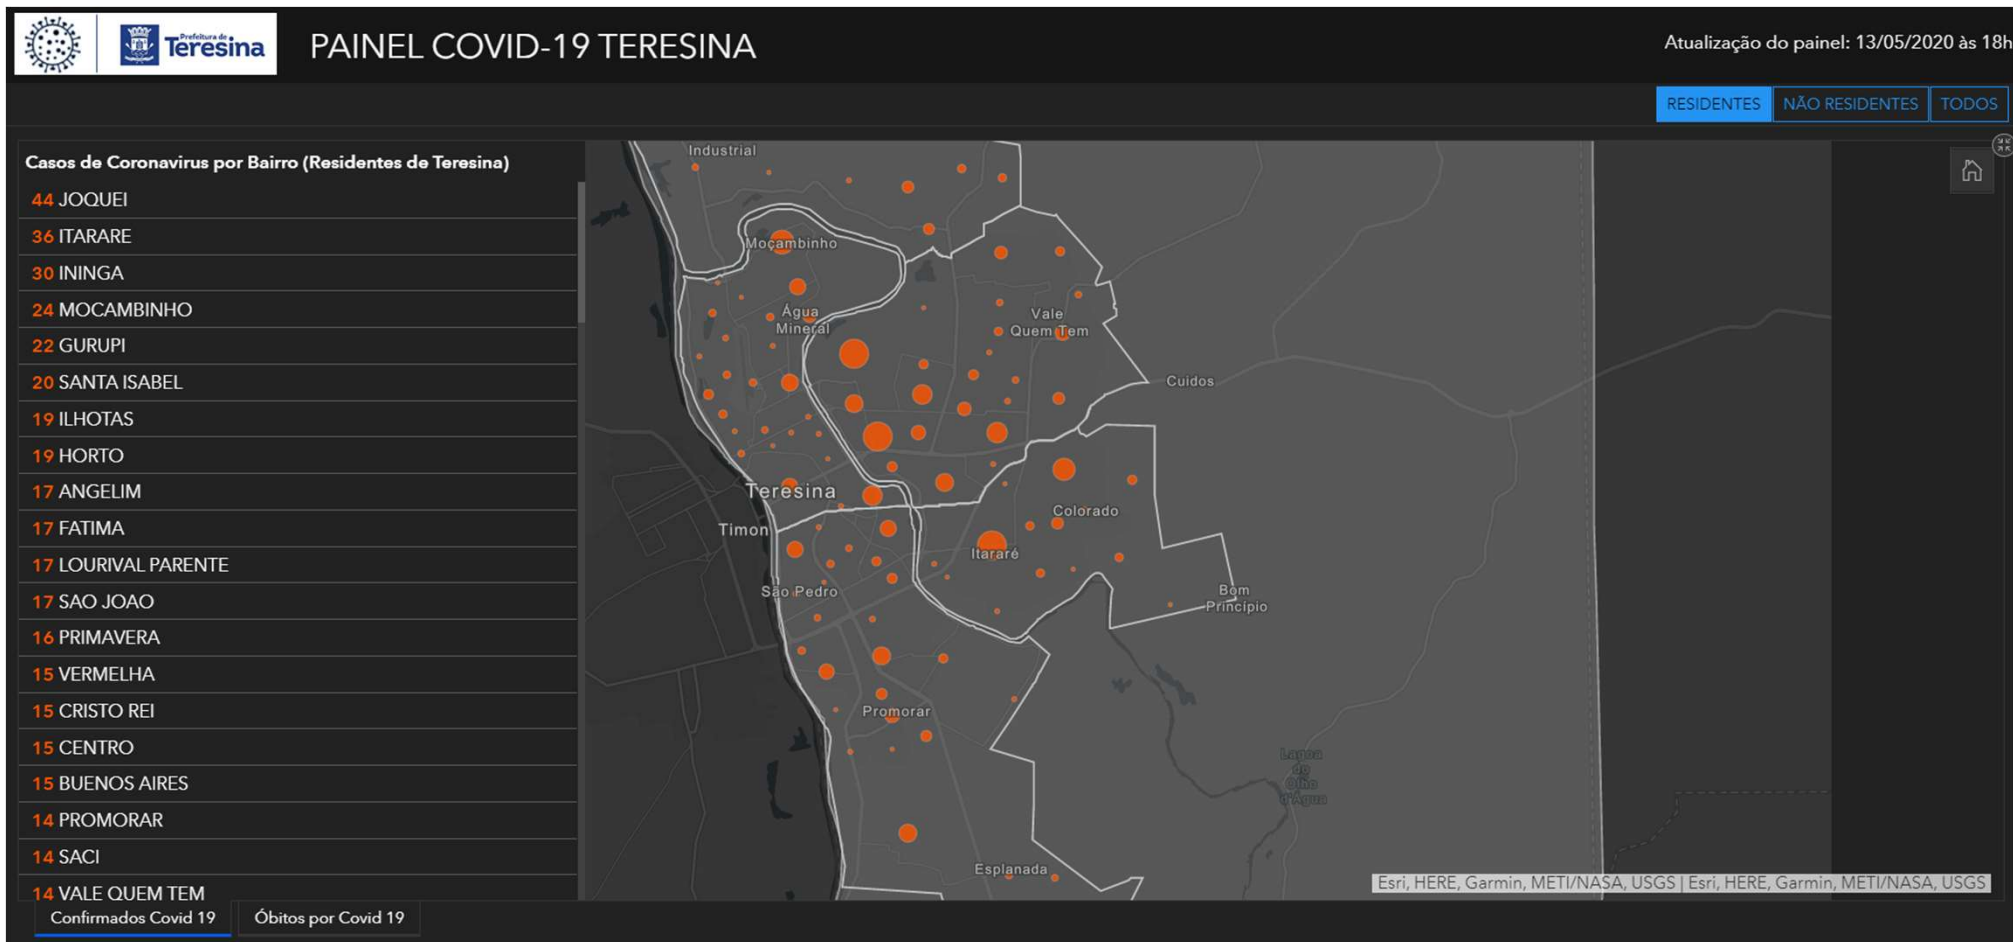 Prefeitura de
Teresina
PAINEL COVID-19 TERESINA
Atualização do painel: 13/05/2020 às 18h
RESIDENTES
NÃO RESIDENTES
TODOS
Casos de Coronavirus por Bairro (Residentes de Teresina)
44 JOQUEI
36 ITARARE
30 ININGA
24 MOCAMBINHO
22 GURUPI
20 SANTA ISABEL
19 ILHOTAS
19 HORTO
17 ANGELIM
17 FATIMA
17 LOURIVAL PARENTE
17 SAO JOAO
16 PRIMAVERA
15 VERMELHA
15 CRISTO REI
15 CENTRO
15 BUENOS AIRES
14 PROMORAR
14 SACI
14 VALE QUEM TEM
Confirmados Covid 19
Óbitos por Covid 19
Industrial
Moçambinho
Água
Mineral
Vale
Quem Tem
Cuidos
Teresina
Timon
Colorado
Itararé
São Pedro
Bom
Princípio
Promorar
Lagoa
do
Olho
d'Água
Esplanada
Esri, HERE, Garmin, METI/NASA, USGS | Esri, HERE, Garmin, METI/NASA, USGS